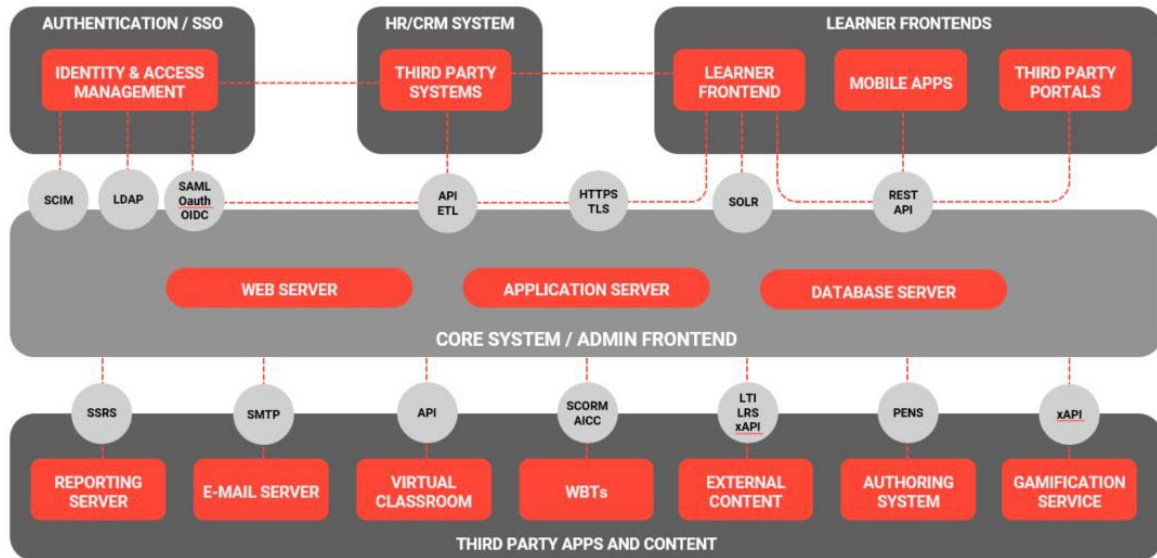 AUTHENTICATION / SSO
HR/CRM SYSTEM
LEARNER FRONTENDS
IDENTITY & ACCESS
MANAGEMENT
THIRD PARTY
SYSTEMS
LEARNER
FRONTEND
MOBILE APPS
THIRD PARTY
PORTALS
SCIM
LDAP
SAML
Oauth
OIDC
API
ETL
HTTPS
TLS
SOLR
REST
API
WEB SERVER
APPLICATION SERVER
DATABASE SERVER
CORE SYSTEM / ADMIN FRONTEND
SSRS
SMTP
API
SCORM
AICC
LTI
LRS
xAPI
PENS
xAPI
REPORTING
SERVER
E-MAIL SERVER
VIRTUAL
CLASSROOM
WBTs
EXTERNAL
CONTENT
AUTHORING
SYSTEM
GAMIFICATION
SERVICE
THIRD PARTY APPS AND CONTENT